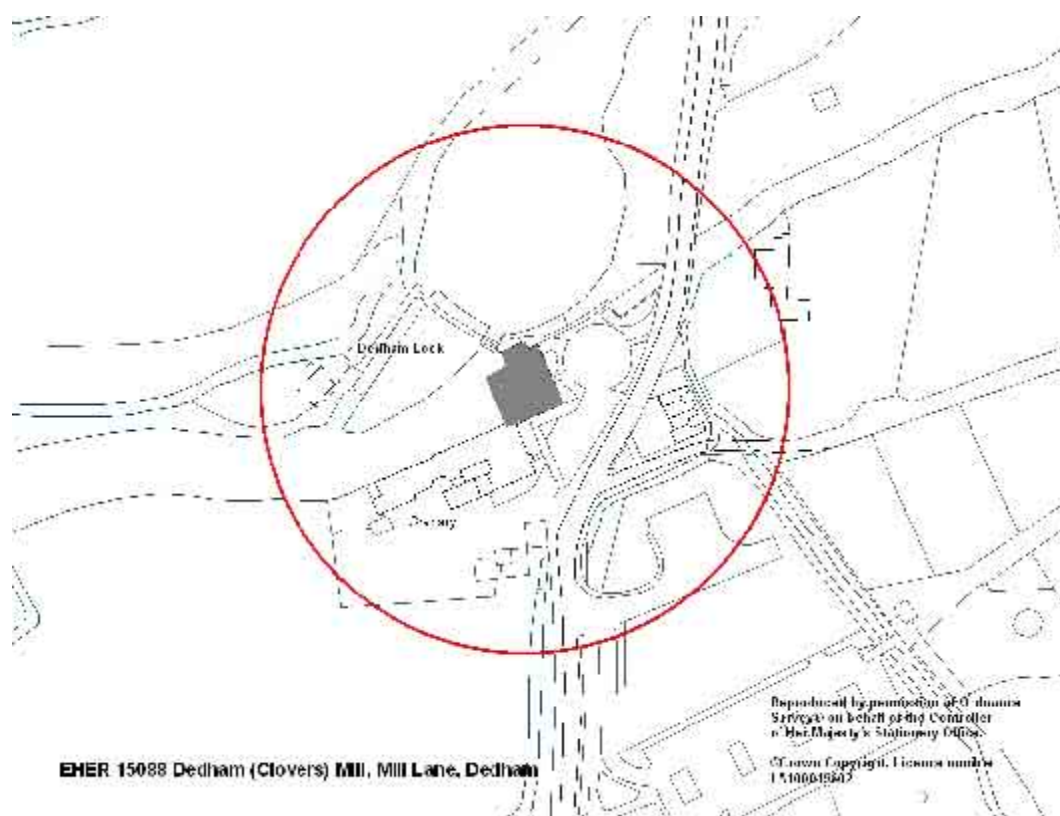 Dedham Lock
EHER 15088 Dedham (Clovers) Mill, Mill Lane, Dedham
Reproduced by permission of Ordnance
Survey® on behalf of the Controller
of Her Majesty's Stationery Office.
©Crown Copyright. Licence number